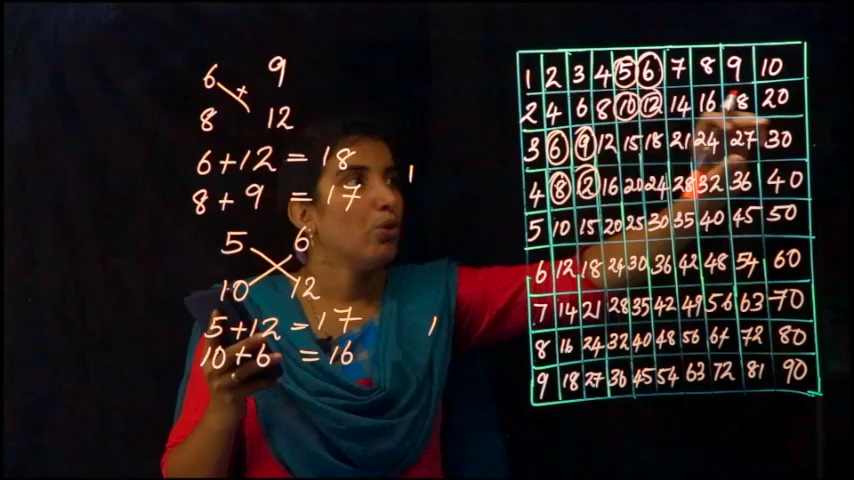 6 + 9
8 12
6+12 = 18
8+9 = 17 1
5 6
10 12
5+12 = 17 1
10+6 = 16
1 2 3 4 5 6 7 8 9 10
2 4 6 8 10 12 14 16 18 20
3 6 9 12 15 18 21 24 27 30
4 8 12 16 20 24 28 32 36 40
5 10 15 20 25 30 35 40 45 50
6 12 18 24 30 36 42 48 54 60
7 14 21 28 35 42 49 56 63 70
8 16 24 32 40 48 56 64 72 80
9 18 27 36 45 54 63 72 81 90